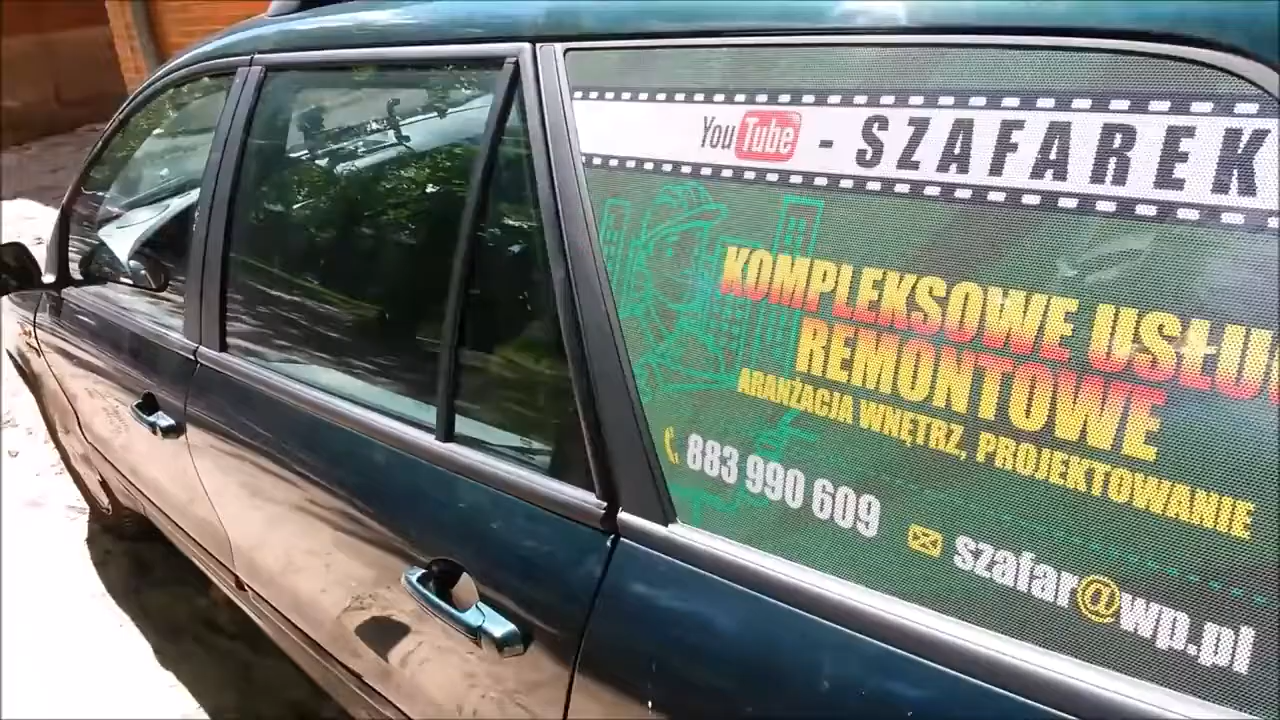 YouTube - SZAFAREK
KOMPLEKSOWE USŁU
REMONTOWE
ARANŻACJA WNĘTRZ, PROJEKTOWANIE
883 990 609
szafar@wp.pl